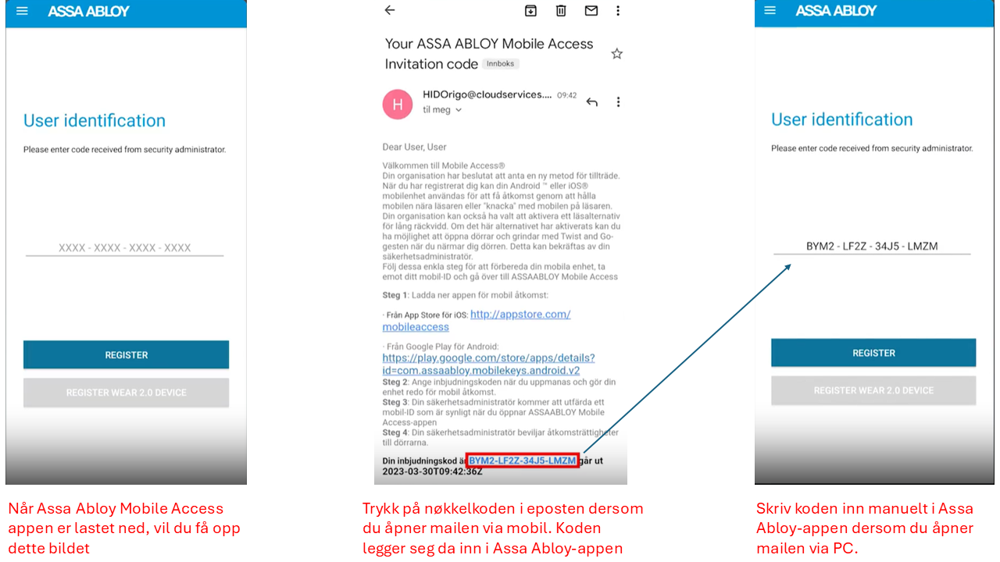 ASSA ABLOY
User identification
Please enter code received from security administrator.
XXXX - XXXX - XXXX - XXXX
REGISTER
REGISTER WEAR 2.0 DEVICE
Når Assa Abloy Mobile Access
appen er lastet ned, vil du få opp
dette bildet
Your ASSA ABLOY Mobile Access
Invitation code Innboks
H
HIDOrigo@cloudservices.... 09:42
til meg
Dear User, User
Välkommen till Mobile Access®
Din organisation har beslutat att anta en ny metod för tillträde.
När du har registrerat dig kan din Android ™ eller iOS®
mobilenhet användas för att få åtkomst genom att hålla
mobilen nära läsaren eller "knacka" med mobilen på läsaren.
Din organisation kan också ha valt att aktivera ett läsalternativ
för lång räckvidd. Om det här alternativet har aktiverats kan du
ha möjlighet att öppna dörrar och grindar med Twist and Go-
gesten när du närmar dig dörren. Detta kan bekräftas av din
säkerhetsadministratör.
Följ dessa enkla steg för att förbereda din mobila enhet, ta
emot ditt mobil-ID och gå över till ASSAABLOY Mobile Access
Steg 1: Ladda ner appen för mobil åtkomst:
· Från App Store för iOS: http://appstore.com/
mobileaccess
· Från Google Play för Android:
https://play.google.com/store/apps/details?
id=com.assaabloy.mobilekeys.android.v2
Steg 2: Ange inbjudningskoden när du uppmanas och gör din
enhet redo för mobil åtkomst.
Steg 3: Din säkerhetsadministratör kommer att utfärda ett
mobil-ID som är synligt när du öppnar ASSAABLOY Mobile
Access-appen
Steg 4: Din säkerhetsadministratör beviljar åtkomsträttigheter
till dörrarna.
Din inbjudningskod är BYM2-LF2Z-34J5-LMZM går ut
2023-03-30T09:42:36Z
Trykk på nøkkelkoden i eposten dersom
du åpner mailen via mobil. Koden
legger seg da inn i Assa Abloy-appen
ASSA ABLOY
User identification
Please enter code received from security administrator.
BYM2 - LF2Z - 34J5 - LMZM
REGISTER
REGISTER WEAR 2.0 DEVICE
Skriv koden inn manuelt i Assa
Abloy-appen dersom du åpner
mailen via PC.